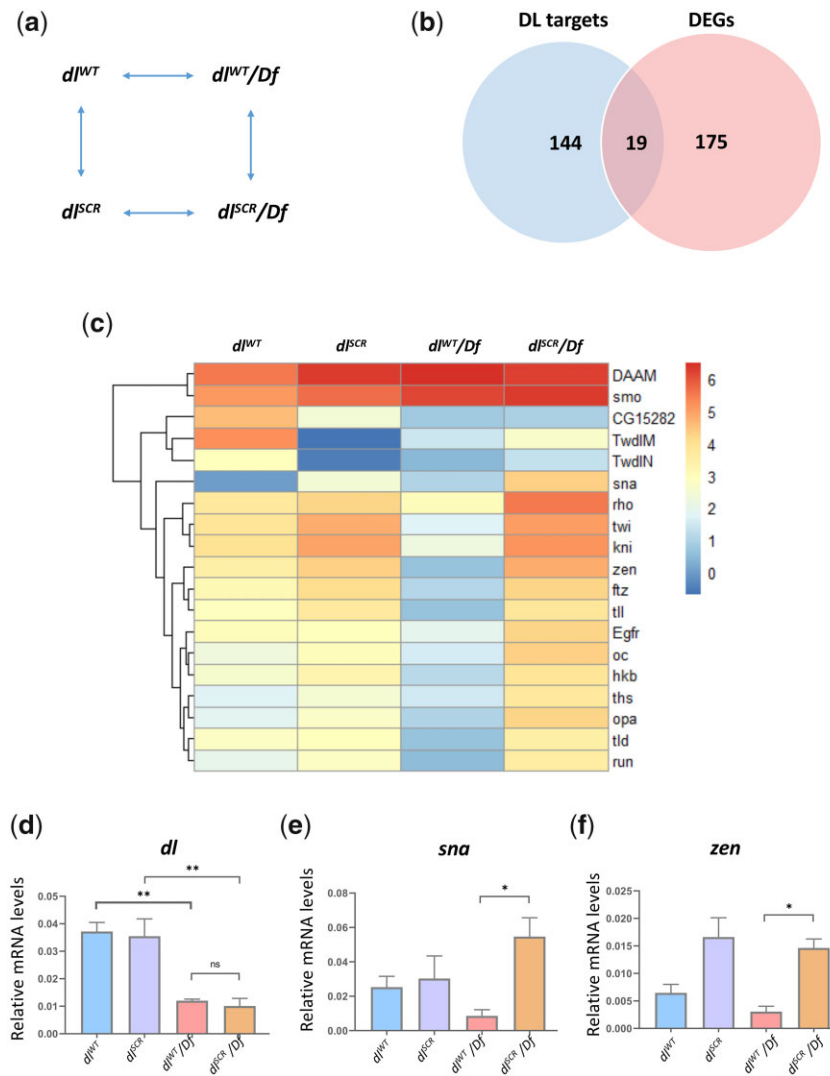 (a)
dl^WT dl^WT/Df
dl^SCR dl^SCR/Df
(b)
DL targets DEGs
144 19 175
(c)
dl^WT dl^SCR dl^WT/Df dl^SCR/Df
DAAM
smo
CG15282
TwdlM
TwdlN
sna
rho
twi
kni
zen
ftz
tll
Egfr
oc
hkb
ths
opa
tld
run
6
5
4
3
2
1
0
(d)
dl
Relative mRNA levels
0.05
0.04
0.03
0.02
0.01
0.00
**
**
ns
dl^WT dl^SCR dl^WT/Df dl^SCR/Df
(e)
sna
Relative mRNA levels
0.08
0.06
0.04
0.02
0.00
*
dl^WT dl^SCR dl^WT/Df dl^SCR/Df
(f)
zen
Relative mRNA levels
0.025
0.020
0.015
0.010
0.005
0.000
*
dl^WT dl^SCR dl^WT/Df dl^SCR/Df